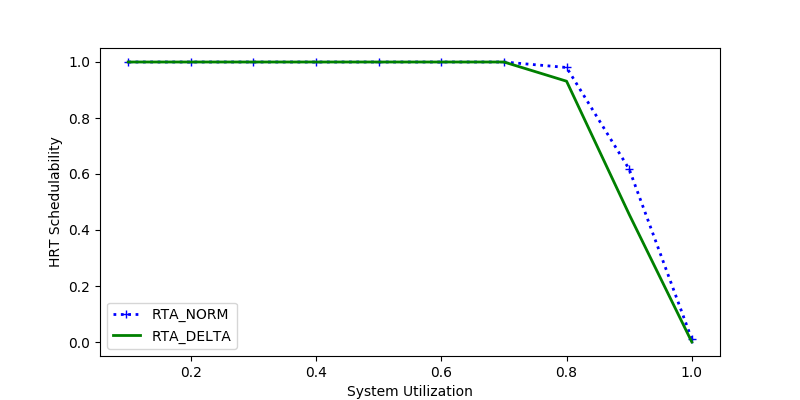 1.0
0.8
0.6
0.4
0.2
0.0
HRT Schedulability
RTA_NORM
RTA_DELTA
0.2 0.4 0.6 0.8 1.0
System Utilization